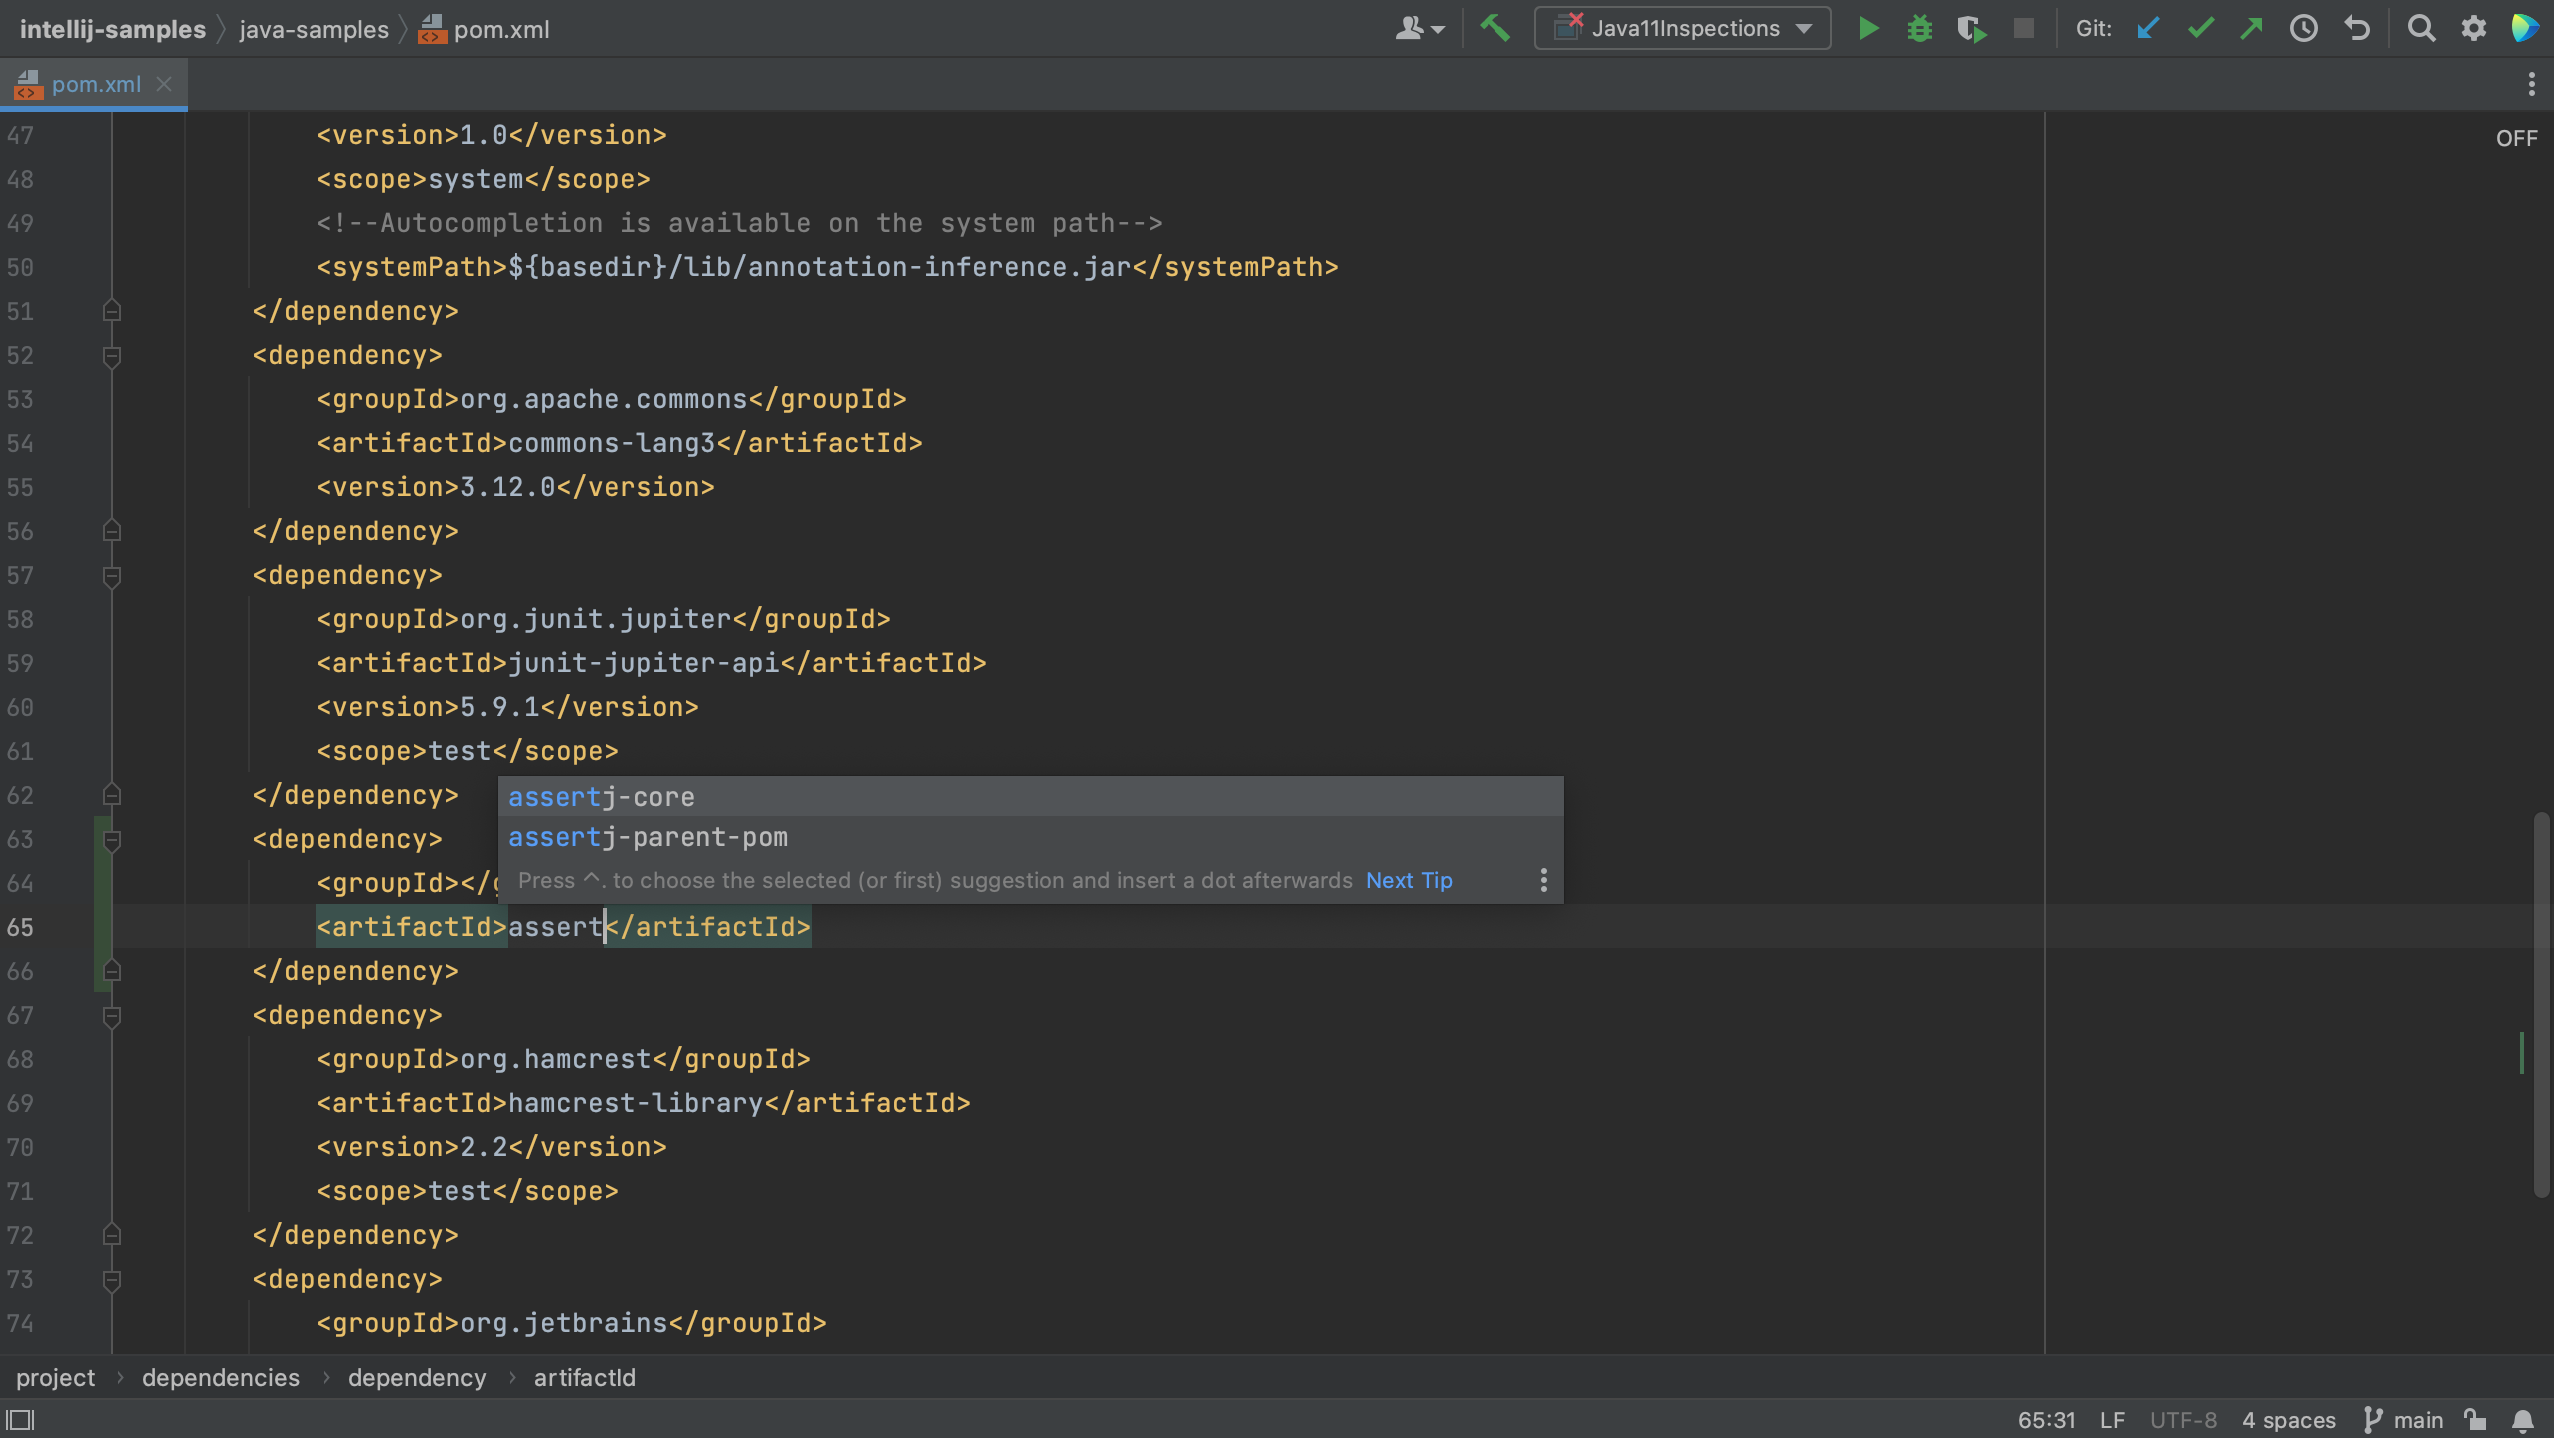 intellij-samples java-samples pom.xml Java11Inspections Git:
pom.xml
OFF
47 <version>1.0</version>
48 <scope>system</scope>
49 <!--Autocompletion is available on the system path-->
50 <systemPath>${basedir}/lib/annotation-inference.jar</systemPath>
51 </dependency>
52 <dependency>
53 <groupId>org.apache.commons</groupId>
54 <artifactId>commons-lang3</artifactId>
55 <version>3.12.0</version>
56 </dependency>
57 <dependency>
58 <groupId>org.junit.jupiter</groupId>
59 <artifactId>junit-jupiter-api</artifactId>
60 <version>5.9.1</version>
61 <scope>test</scope>
62 </dependency>
assertj-core
63 <dependency>
assertj-parent-pom
64 <groupId></g
Press ^. to choose the selected (or first) suggestion and insert a dot afterwards Next Tip
65 <artifactId>assert</artifactId>
66 </dependency>
67 <dependency>
68 <groupId>org.hamcrest</groupId>
69 <artifactId>hamcrest-library</artifactId>
70 <version>2.2</version>
71 <scope>test</scope>
72 </dependency>
73 <dependency>
74 <groupId>org.jetbrains</groupId>
project › dependencies › dependency › artifactId
65:31 LF UTF-8 4 spaces main